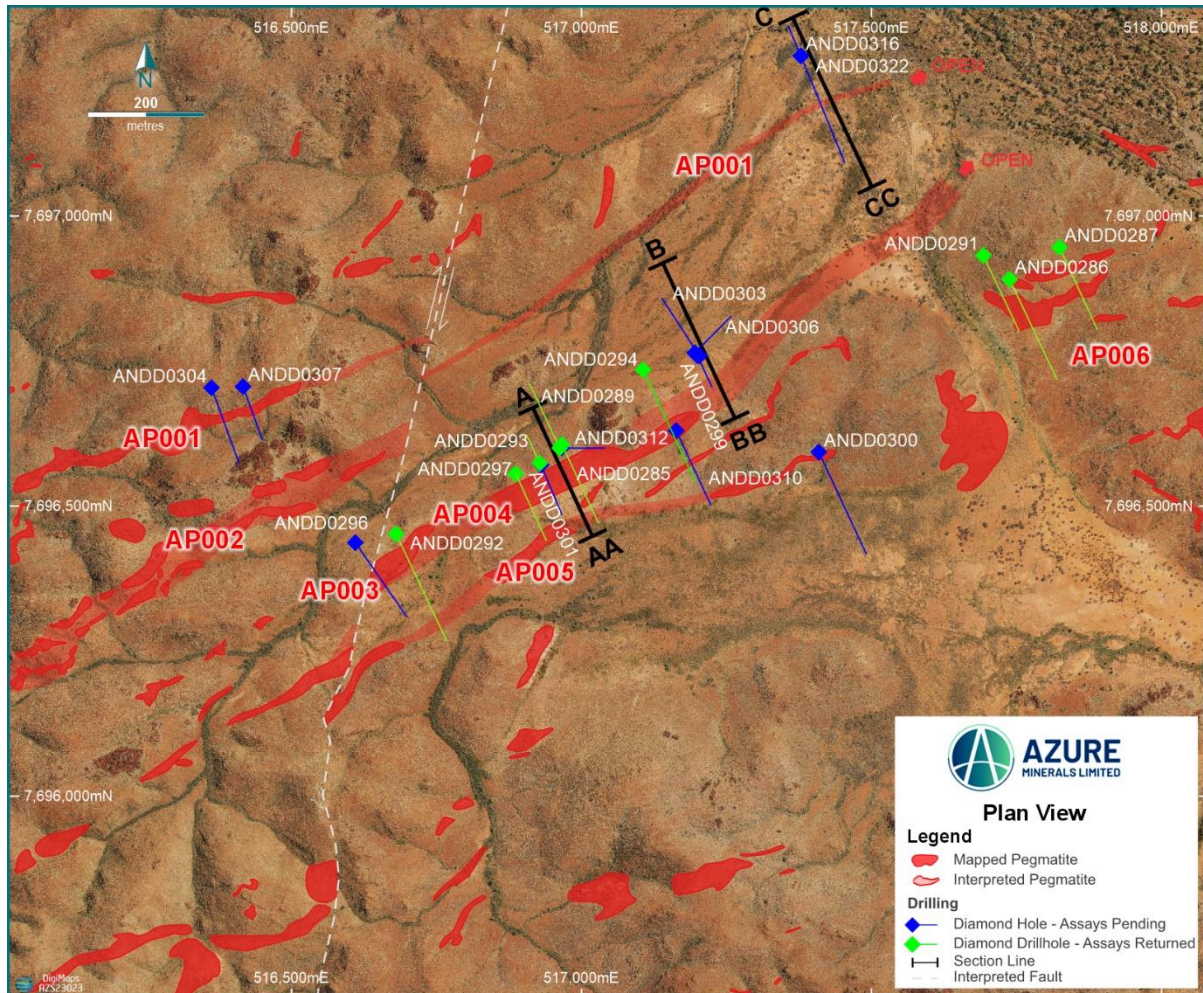 516,500mE
517,000mE
517,500mE
518,000mE
C
ANDD0316
ANDD0322
OPEN
N
200
metres
AP001
OPEN
CC
7,697,000mN
7,697,000mN
ANDD0291
ANDD0287
ANDD0286
B
ANDD0303
ANDD0306
AP006
ANDD0294
ANDD0304
ANDD0307
A
ANDD0289
ANDD0299
BB
AP001
ANDD0293
ANDD0312
ANDD0300
ANDD0297
ANDD0285
ANDD0310
7,696,500mN
7,696,500mN
AP004
ANDD0301
ANDD0296
AP002
ANDD0292
AA
AP003
AP005
AZURE
MINERALS LIMITED
7,696,000mN
Plan View
Legend
Mapped Pegmatite
Interpreted Pegmatite
Drilling
Diamond Hole - Assays Pending
Diamond Drillhole - Assays Returned
Section Line
Interpreted Fault
DigiMaps
AZS23023
516,500mE
517,000mE